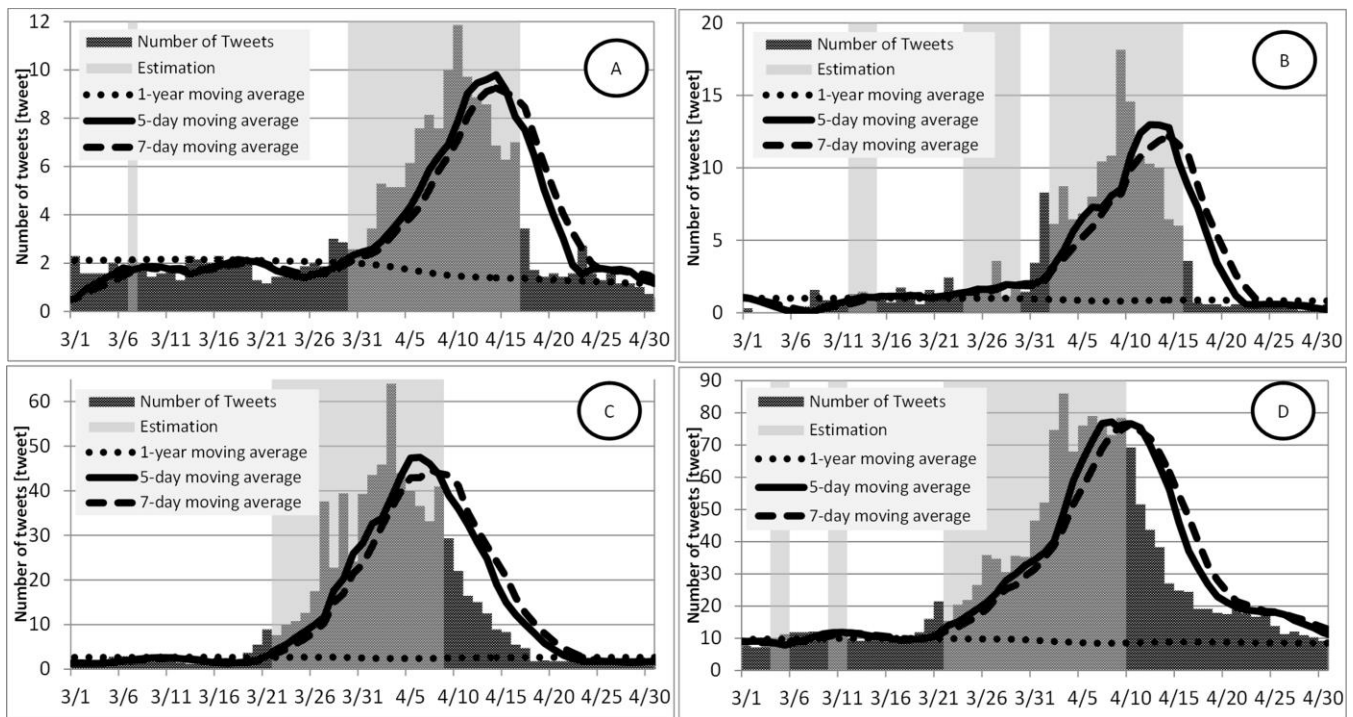 12
10
8
6
4
2
0
Number of tweets [tweet]
Number of Tweets
Estimation
1-year moving average
5-day moving average
7-day moving average
A
3/1 3/6 3/11 3/16 3/21 3/26 3/31 4/5 4/10 4/15 4/20 4/25 4/30
20
15
10
5
0
Number of tweets [tweet]
Number of Tweets
Estimation
1-year moving average
5-day moving average
7-day moving average
B
3/1 3/6 3/11 3/16 3/21 3/26 3/31 4/5 4/10 4/15 4/20 4/25 4/30
60
50
40
30
20
10
0
Number of tweets [tweet]
Number of Tweets
Estimation
1-year moving average
5-day moving average
7-day moving average
C
3/1 3/6 3/11 3/16 3/21 3/26 3/31 4/5 4/10 4/15 4/20 4/25 4/30
90
80
70
60
50
40
30
20
10
0
Number of tweets [tweet]
Number of Tweets
Estimation
1-year moving average
5-day moving average
7-day moving average
D
3/1 3/6 3/11 3/16 3/21 3/26 3/31 4/5 4/10 4/15 4/20 4/25 4/30